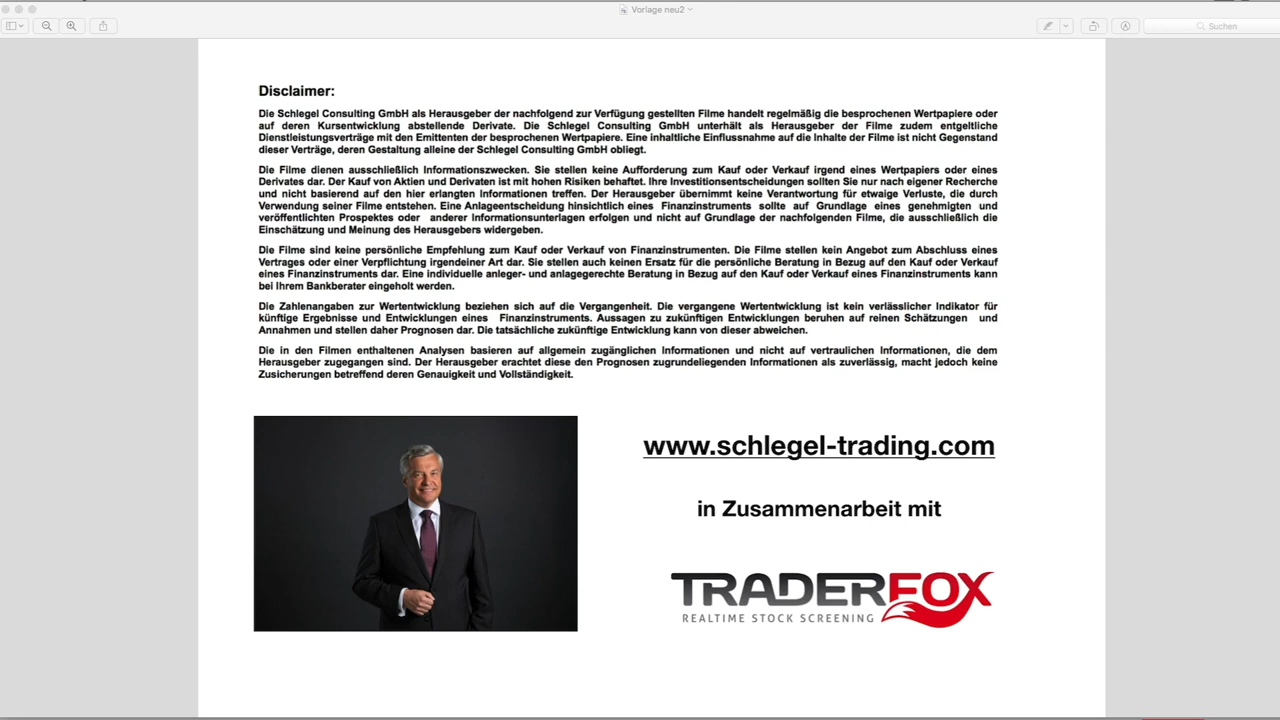 Vorlage neu2
Suchen
Disclaimer:
Die Schlegel Consulting GmbH als Herausgeber der nachfolgend zur Verfügung gestellten Filme handelt regelmäßig die besprochenen Wertpapiere oder
auf deren Kursentwicklung abstellende Derivate. Die Schlegel Consulting GmbH unterhält als Herausgeber der Filme zudem entgeltliche
Dienstleistungsverträge mit den Emittenten der besprochenen Wertpapiere. Eine inhaltliche Einflussnahme auf die Inhalte der Filme ist nicht Gegenstand
dieser Verträge, deren Gestaltung alleine der Schlegel Consulting GmbH obliegt.
Die Filme dienen ausschließlich Informationszwecken. Sie stellen keine Aufforderung zum Kauf oder Verkauf irgend eines Wertpapiers oder eines
Derivates dar. Der Kauf von Aktien und Derivaten ist mit hohen Risiken behaftet. Ihre Investitionsentscheidungen sollten Sie nur nach eigener Recherche
und nicht basierend auf den hier erlangten Informationen treffen. Der Herausgeber übernimmt keine Verantwortung für etwaige Verluste, die durch
Verwendung seiner Filme entstehen. Eine Anlageentscheidung hinsichtlich eines Finanzinstruments sollte auf Grundlage eines genehmigten und
veröffentlichten Prospektes oder anderer Informationsunterlagen erfolgen und nicht auf Grundlage der nachfolgenden Filme, die ausschließlich die
Einschätzung und Meinung des Herausgebers widergeben.
Die Filme sind keine persönliche Empfehlung zum Kauf oder Verkauf von Finanzinstrumenten. Die Filme stellen kein Angebot zum Abschluss eines
Vertrages oder einer Verpflichtung irgendeiner Art dar. Sie stellen auch keinen Ersatz für die persönliche Beratung in Bezug auf den Kauf oder Verkauf
eines Finanzinstruments dar. Eine individuelle anleger- und anlagegerechte Beratung in Bezug auf den Kauf oder Verkauf eines Finanzinstruments kann
bei Ihrem Bankberater eingeholt werden.
Die Zahlenangaben zur Wertentwicklung beziehen sich auf die Vergangenheit. Die vergangene Wertentwicklung ist kein verlässlicher Indikator für
künftige Ergebnisse und Entwicklungen eines Finanzinstruments. Aussagen zu zukünftigen Entwicklungen beruhen auf reinen Schätzungen und
Annahmen und stellen daher Prognosen dar. Die tatsächliche zukünftige Entwicklung kann von dieser abweichen.
Die in den Filmen enthaltenen Analysen basieren auf allgemein zugänglichen Informationen und nicht auf vertraulichen Informationen, die dem
Herausgeber zugegangen sind. Der Herausgeber erachtet diese den Prognosen zugrundeliegenden Informationen als zuverlässig, macht jedoch keine
Zusicherungen betreffend deren Genauigkeit und Vollständigkeit.
www.schlegel-trading.com
in Zusammenarbeit mit
TRADERFOX
REALTIME STOCK SCREENING